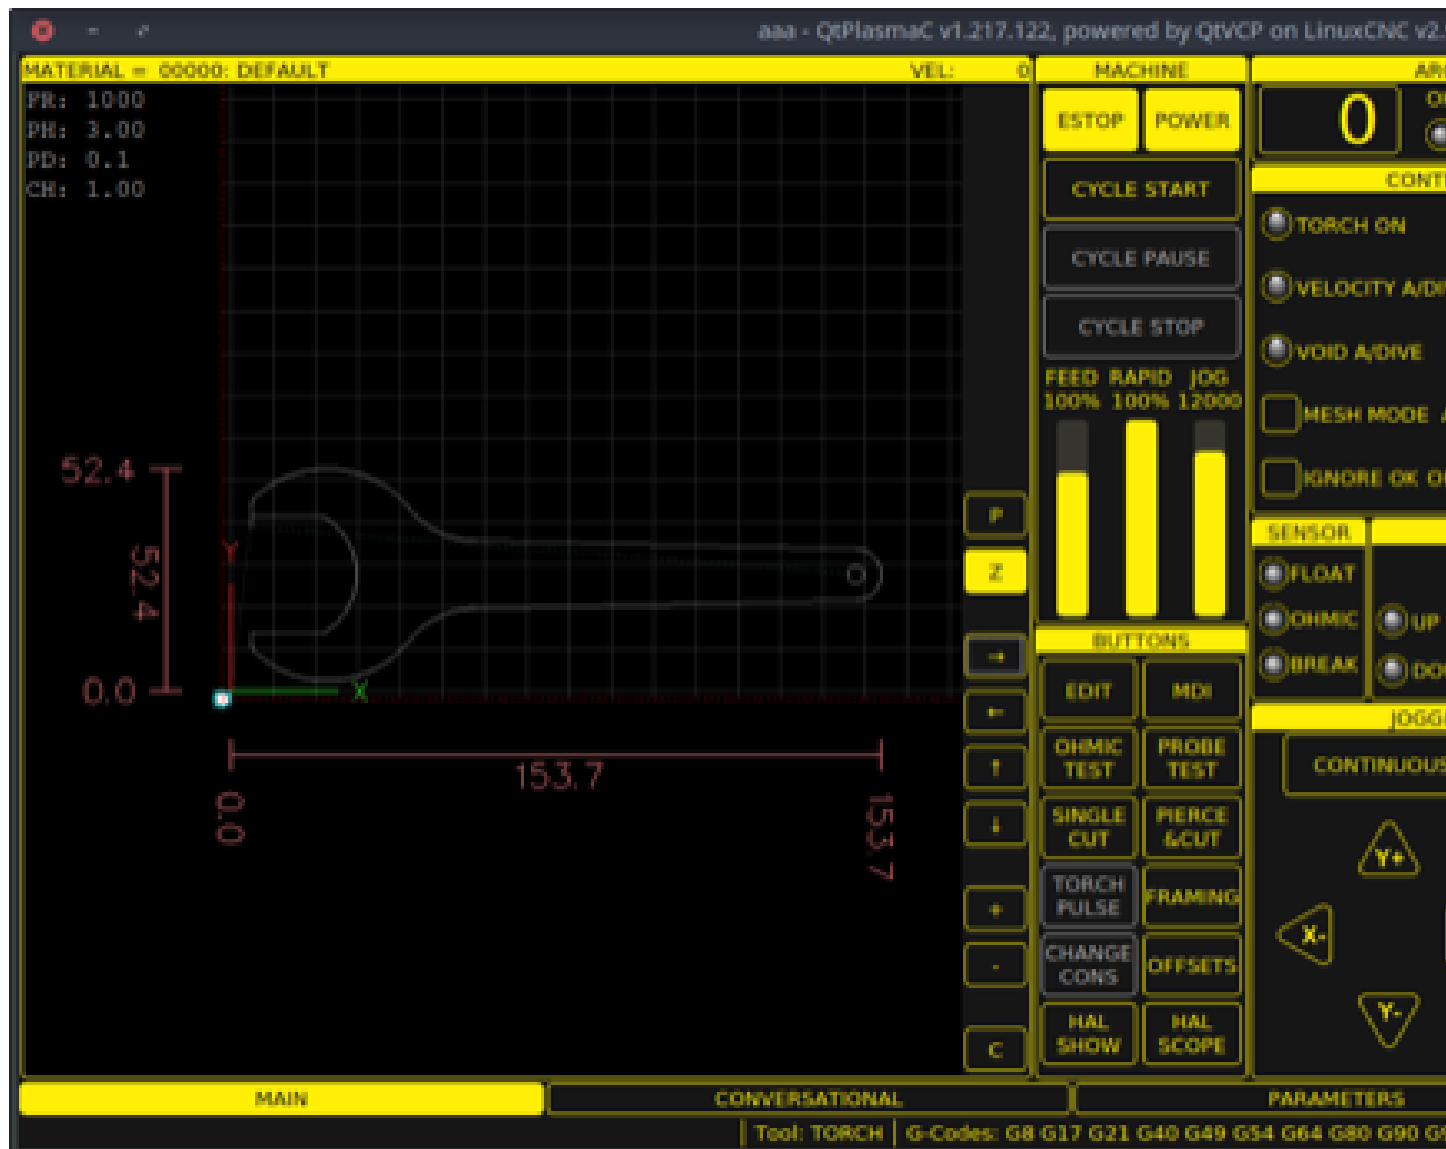 aaa - QtPlasmaC v1.217.122, powered by QtVCP on LinuxCNC v2.
MATERIAL = 00000: DEFAULT
VEL: 0
FR: 1000
PH: 3.00
PD: 0.1
CH: 1.00
52.4
52.4
0.0
Y
X
153.7
0.0
153.7
P
Z
→
←
↑
↓
+
-
C
MACHINE
ESTOP POWER
CYCLE START
CYCLE PAUSE
CYCLE STOP
FEED RAPID JOG
100% 100% 12000
BUTTONS
EDIT MDI
OHMIC TEST
PROBE TEST
SINGLE CUT
PIERCE &CUT
TORCH PULSE
FRAMING
CHANGE CONS
OFFSETS
HAL SHOW
HAL SCOPE
0
TORCH ON
VELOCITY A/DI
VOID A/DIVE
MESH MODE
IGNORE OK
SENSOR
FLOAT
OHMIC
BREAK
UP
CONTINUOUS
Y+
X-
Y-
MAIN CONVERSATIONAL PARAMETERS
Tool: TORCH G-Codes: G8 G17 G21 G40 G49 G54 G64 G80 G90